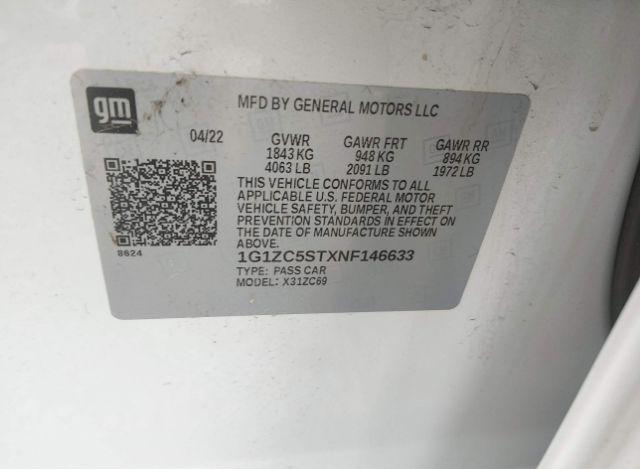 gm
MFD BY GENERAL MOTORS LLC
04/22 GVWR GAWR FRT GAWR RR
1843 KG 948 KG 894 KG
4063 LB 2091 LB 1972 LB
THIS VEHICLE CONFORMS TO ALL
APPLICABLE U.S. FEDERAL MOTOR
VEHICLE SAFETY, BUMPER, AND THEFT
PREVENTION STANDARDS IN EFFECT ON
THE DATE OF MANUFACTURE SHOWN
ABOVE.
8624
1G1ZC5STXNF146633
TYPE: PASS CAR
MODEL: X31ZC69